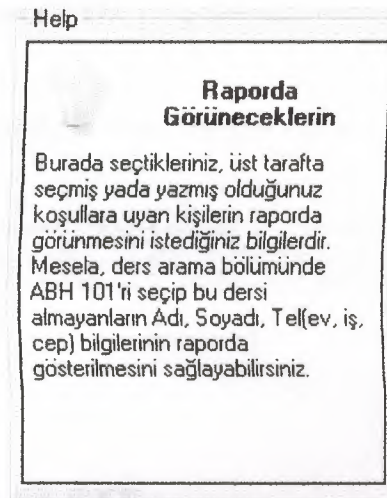 Help
Raporda
Görüneceklerin
Burada seçtikleriniz, üst tarafta
seçmiş yada yazmış olduğunuz
koşullara uyan kişilerin raporda
görünmesini istediğiniz bilgilerdir.
Mesela, ders arama bölümünde
ABH 101'ri seçip bu dersi
almayanların Adı, Soyadı, Tel(ev, iş,
cep) bilgilerinin raporda
gösterilmesini sağlayabilirsiniz.